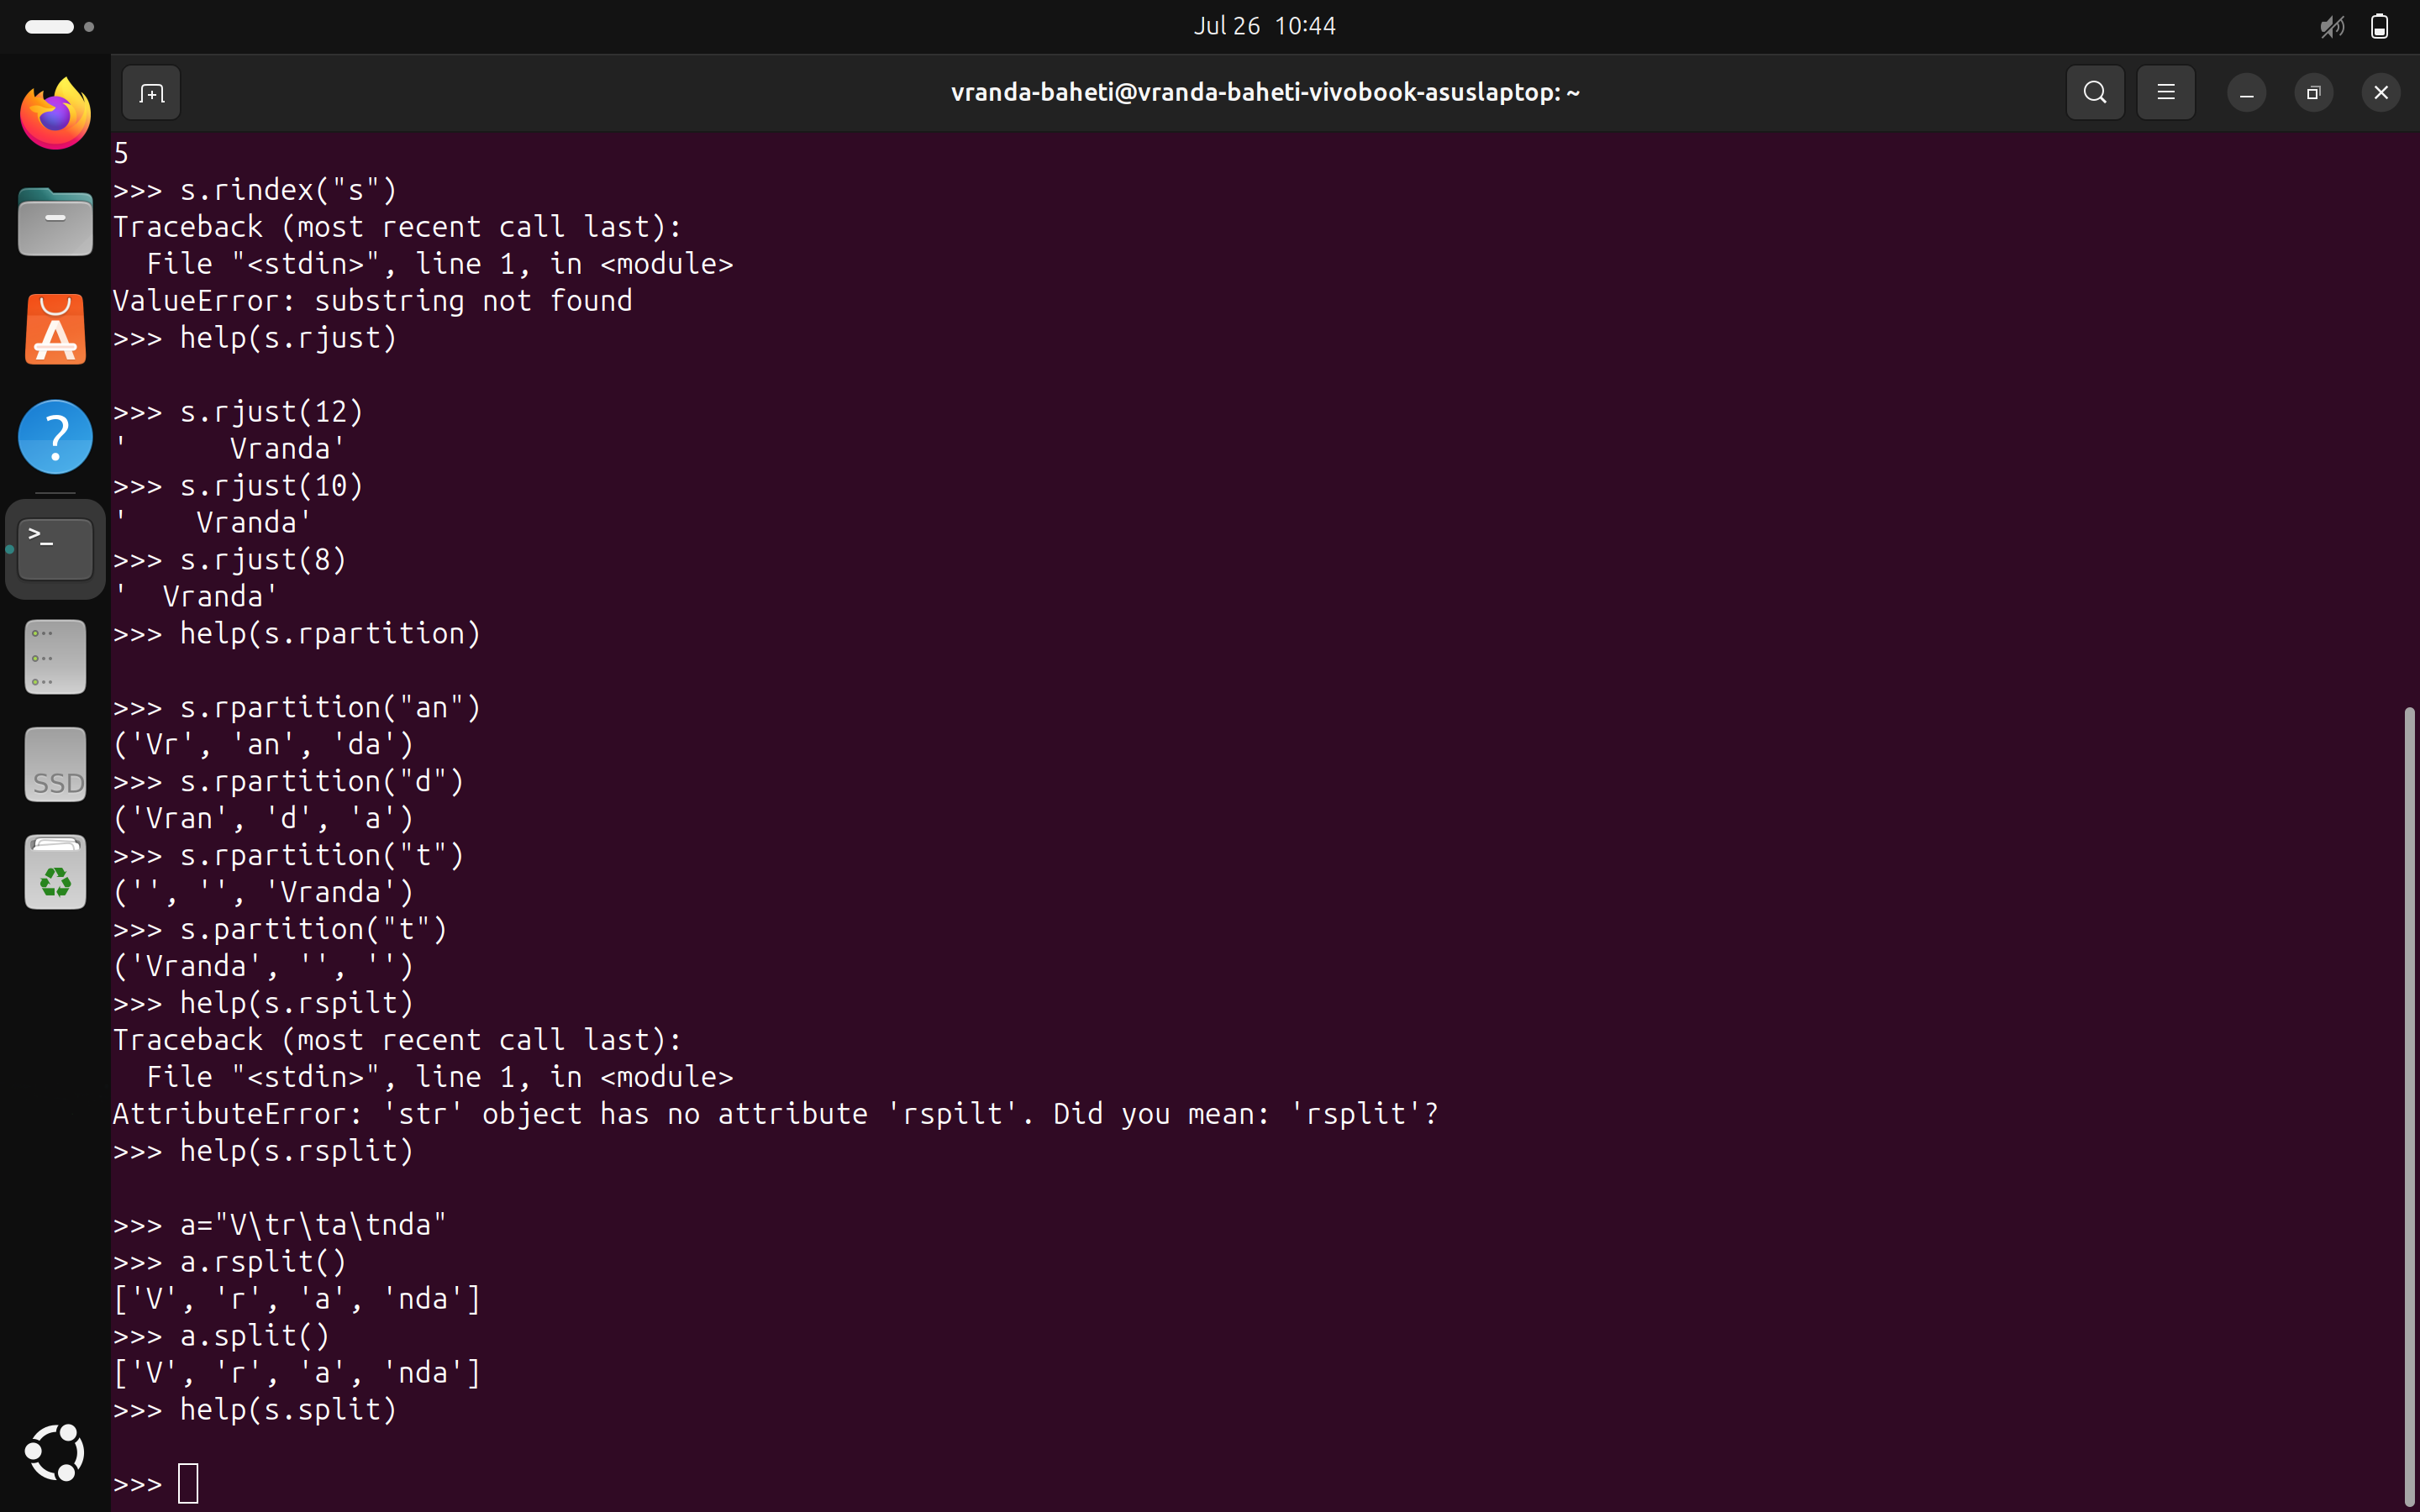 Jul 26 10:44
vranda-baheti@vranda-baheti-vivobook-asuslaptop: ~
5
>>> s.rindex("s")
Traceback (most recent call last):
  File "<stdin>", line 1, in <module>
ValueError: substring not found
>>> help(s.rjust)

>>> s.rjust(12)
'      Vranda'
>>> s.rjust(10)
'    Vranda'
>>> s.rjust(8)
'  Vranda'
>>> help(s.rpartition)

>>> s.rpartition("an")
('Vr', 'an', 'da')
>>> s.rpartition("d")
('Vran', 'd', 'a')
>>> s.rpartition("t")
('', '', 'Vranda')
>>> s.partition("t")
('Vranda', '', '')
>>> help(s.rspilt)
Traceback (most recent call last):
  File "<stdin>", line 1, in <module>
AttributeError: 'str' object has no attribute 'rspilt'. Did you mean: 'rsplit'?
>>> help(s.rsplit)

>>> a="V\tr\ta\tnda"
>>> a.rsplit()
['V', 'r', 'a', 'nda']
>>> a.split()
['V', 'r', 'a', 'nda']
>>> help(s.split)

>>>
SSD